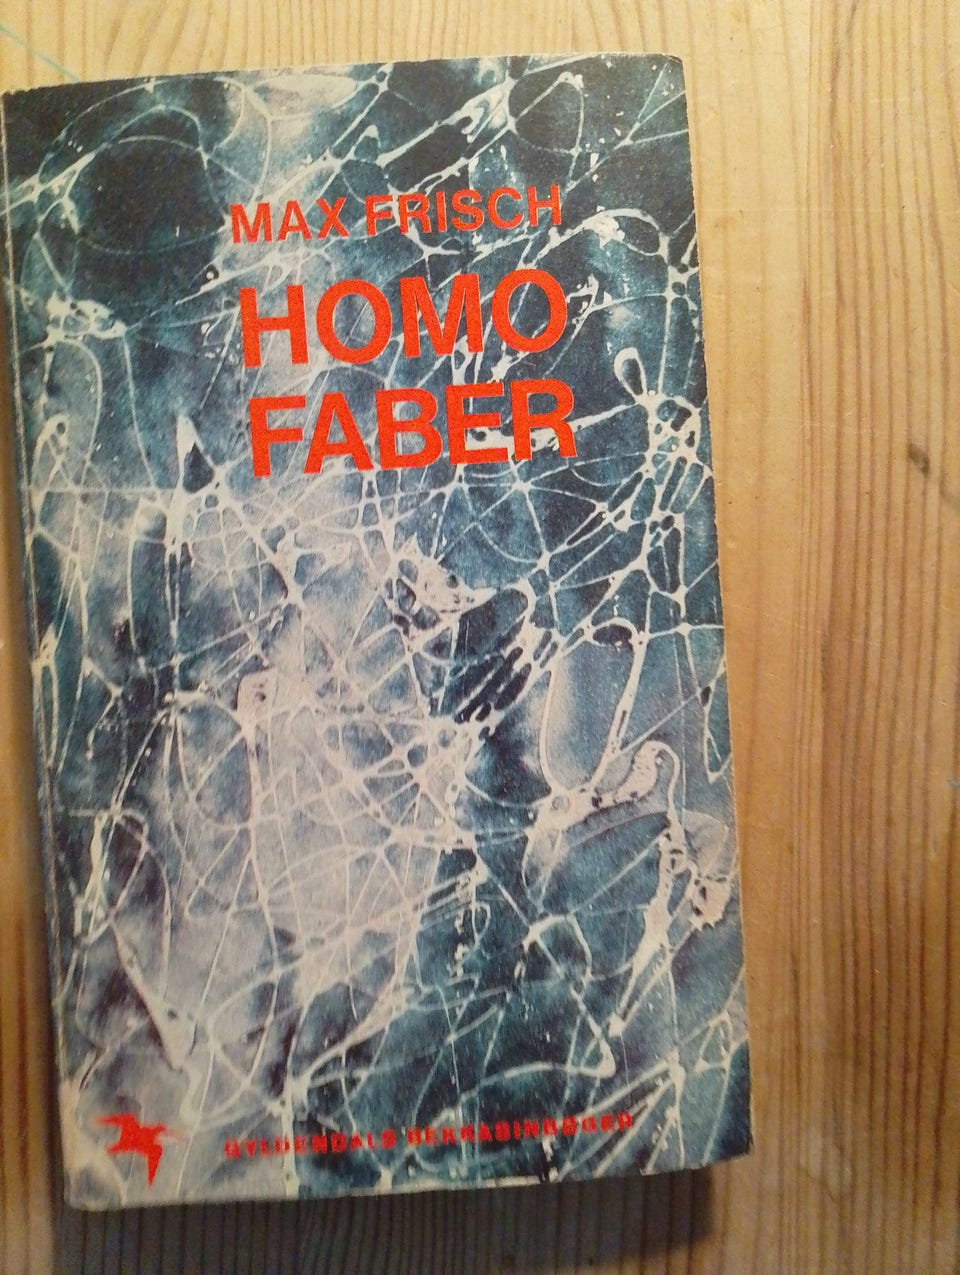 MAX FRISCH
HOMO
FABER
GYLDENDALS BEKKASINBØGER